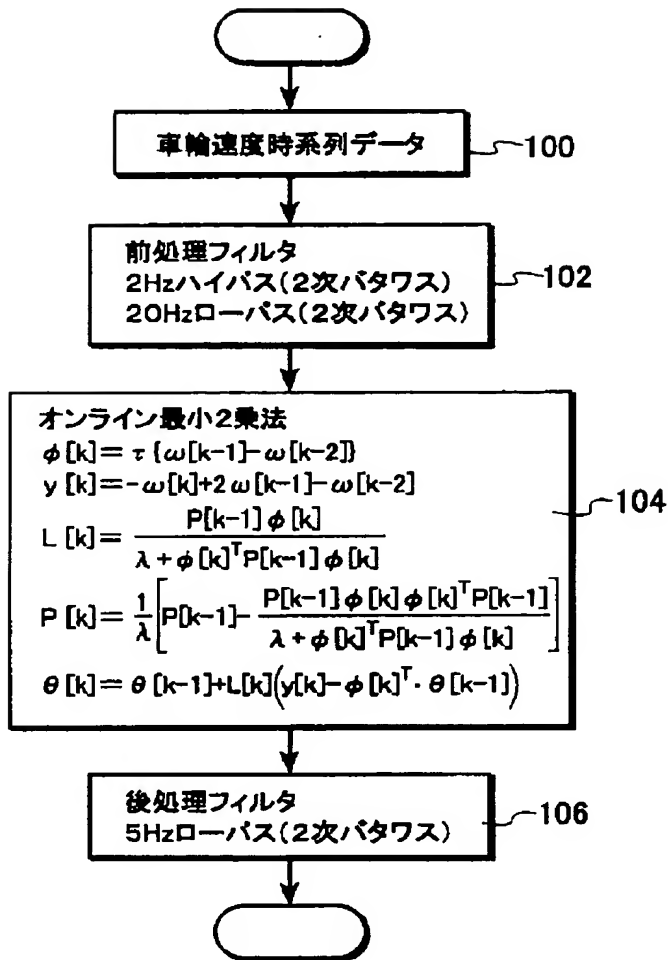 車輪速度時系列データ
100
前処理フィルタ
2Hzハイパス(2次バタワス)
20Hzローパス(2次バタワス)
102
オンライン最小2乗法
φ[k]= τ{ω[k-1]-ω[k-2]}
y[k]=-ω[k]+2ω[k-1]-ω[k-2]
L[k]= P[k-1]φ[k] / λ+φ[k]ᵀP[k-1]φ[k]
P[k]= 1/λ [P[k-1]- P[k-1]φ[k]φ[k]ᵀP[k-1] / λ+φ[k]ᵀP[k-1]φ[k]]
θ[k]= θ[k-1]+L[k](y[k]-φ[k]ᵀ・θ[k-1])
104
後処理フィルタ
5Hzローパス(2次バタワス)
106